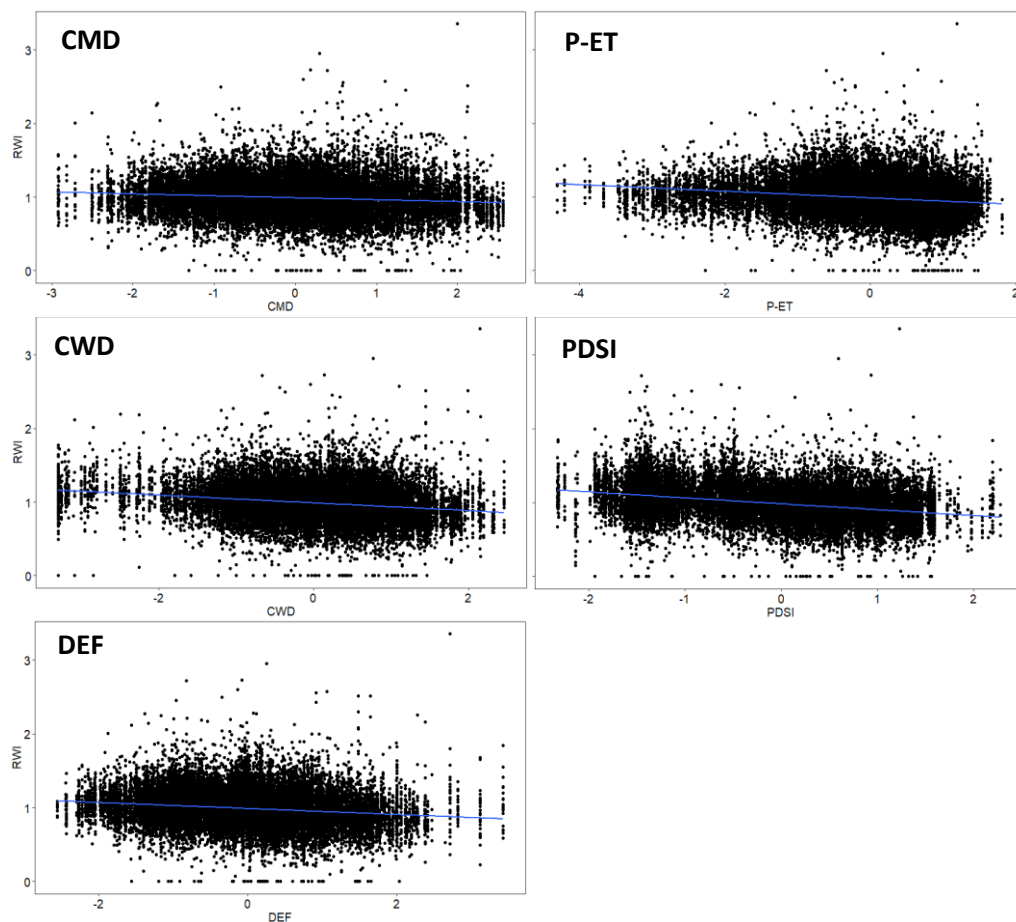 CMD
RWI
3
2
1
0
-3 -2 -1 0 1 2
CMD
P-ET
-4 -2 0 2
P-ET
CWD
RWI
3
2
1
0
-2 0 2
CWD
PDSI
-2 -1 0 1 2
PDSI
DEF
RWI
3
2
1
0
-2 0 2
DEF